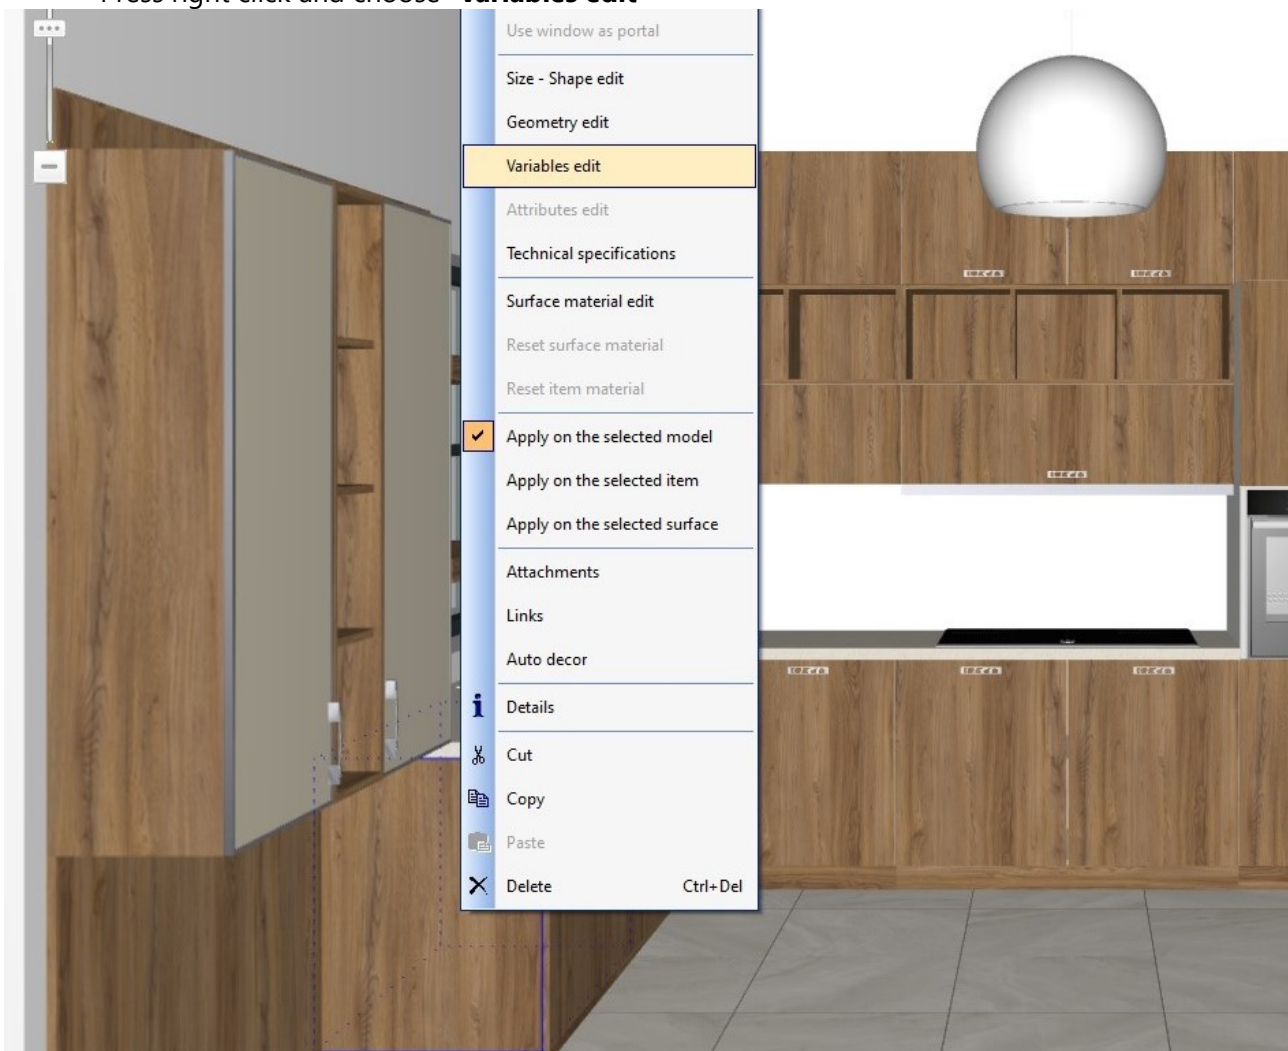 Press right click and choose "Variables edit"
Use window as portal
Size - Shape edit
Geometry edit
Variables edit
Attributes edit
Technical specifications
Surface material edit
Reset surface material
Reset item material
Apply on the selected model
Apply on the selected item
Apply on the selected surface
Attachments
Links
Auto decor
Details
Cut
Copy
Paste
Delete Ctrl+Del